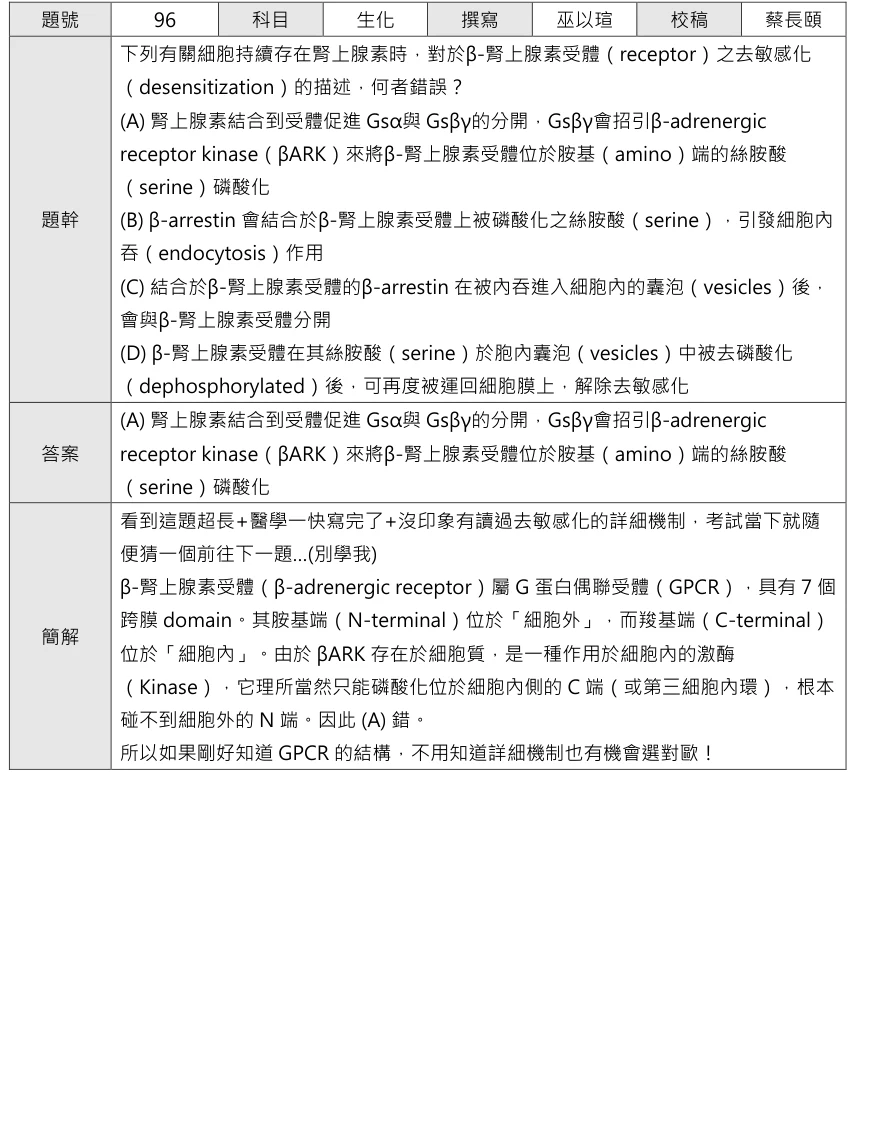 題號 96 科目 生化 撰寫 巫以瑄 校稿 蔡長頤
題幹
下列有關細胞持續存在腎上腺素時，對於β-腎上腺素受體（receptor）之去敏感化
（desensitization）的描述，何者錯誤？
(A) 腎上腺素結合到受體促進 Gsα與 Gsβγ的分開，Gsβγ會招引β-adrenergic
receptor kinase（βARK）來將β-腎上腺素受體位於胺基（amino）端的絲胺酸
（serine）磷酸化
(B) β-arrestin 會結合於β-腎上腺素受體上被磷酸化之絲胺酸（serine），引發細胞內
吞（endocytosis）作用
(C) 結合於β-腎上腺素受體的β-arrestin 在被內吞進入細胞內的囊泡（vesicles）後，
會與β-腎上腺素受體分開
(D) β-腎上腺素受體在其絲胺酸（serine）於胞內囊泡（vesicles）中被去磷酸化
（dephosphorylated）後，可再度被運回細胞膜上，解除去敏感化
答案
(A) 腎上腺素結合到受體促進 Gsα與 Gsβγ的分開，Gsβγ會招引β-adrenergic
receptor kinase（βARK）來將β-腎上腺素受體位於胺基（amino）端的絲胺酸
（serine）磷酸化
簡解
看到這題超長+醫學一快寫完了+沒印象有讀過去敏感化的詳細機制，考試當下就隨
便猜一個前往下一題...(別學我)
β-腎上腺素受體（β-adrenergic receptor）屬 G 蛋白偶聯受體（GPCR），具有 7 個
跨膜 domain。其胺基端（N-terminal）位於「細胞外」，而羧基端（C-terminal）
位於「細胞內」。由於 βARK 存在於細胞質，是一種作用於細胞內的激酶
（Kinase），它理所當然只能磷酸化位於細胞內側的 C 端（或第三細胞內環），根本
碰不到細胞外的 N 端。因此 (A) 錯。
所以如果剛好知道 GPCR 的結構，不用知道詳細機制也有機會選對歐！